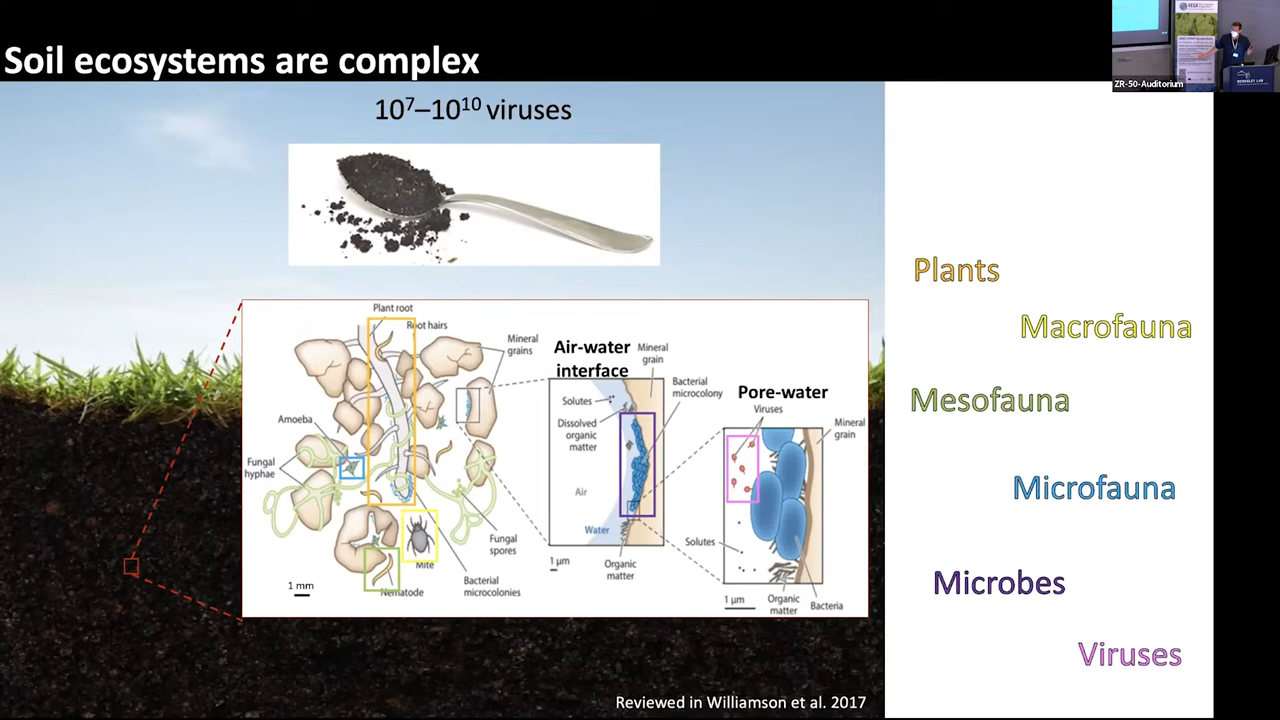 Soil ecosystems are complex
ZR-50-Auditorium
BERKELEY LAB
10⁷–10¹⁰ viruses
Plants
Macrofauna
Mesofauna
Microfauna
Microbes
Viruses
Plant root
Root hairs
Mineral
grains
Amoeba
Fungal
hyphae
Mite
Nematode
Fungal
spores
Bacterial
microcolonies
1 mm
Air-water
interface
Mineral
grain
Solutes
Dissolved
organic
matter
Bacterial
microcolony
Air
Water
Organic
matter
1 µm
Pore-water
Viruses
Mineral
grain
Solutes
Organic
matter
Bacteria
1 µm
Reviewed in Williamson et al. 2017